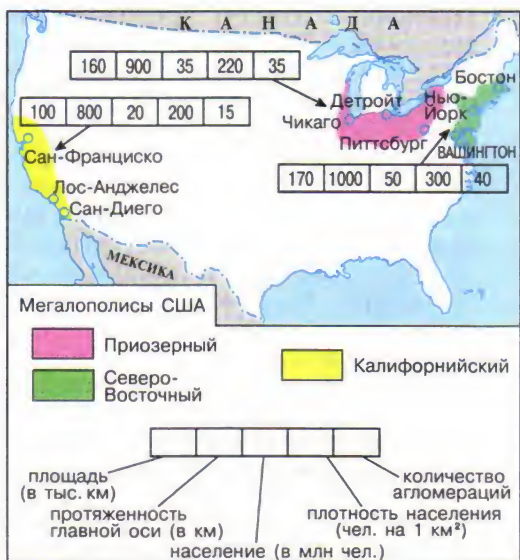 КАНАДА
160 900 35 220 35
100 800 20 200 15
Бостон
Детройт
Нью-
Йорк
Чикаго
Питтсбург
ВАШИНГТОН
Сан-Франциско
170 1000 50 300 40
Лос-Анджелес
Сан-Диего
МЕКСИКА
Мегалополисы США
Приозерный
Северо-
Восточный
Калифорнийский
площадь
(в тыс. км)
протяженность
главной оси (в км)
население (в млн чел.)
плотность населения
(чел. на 1 км²)
количество
агломераций